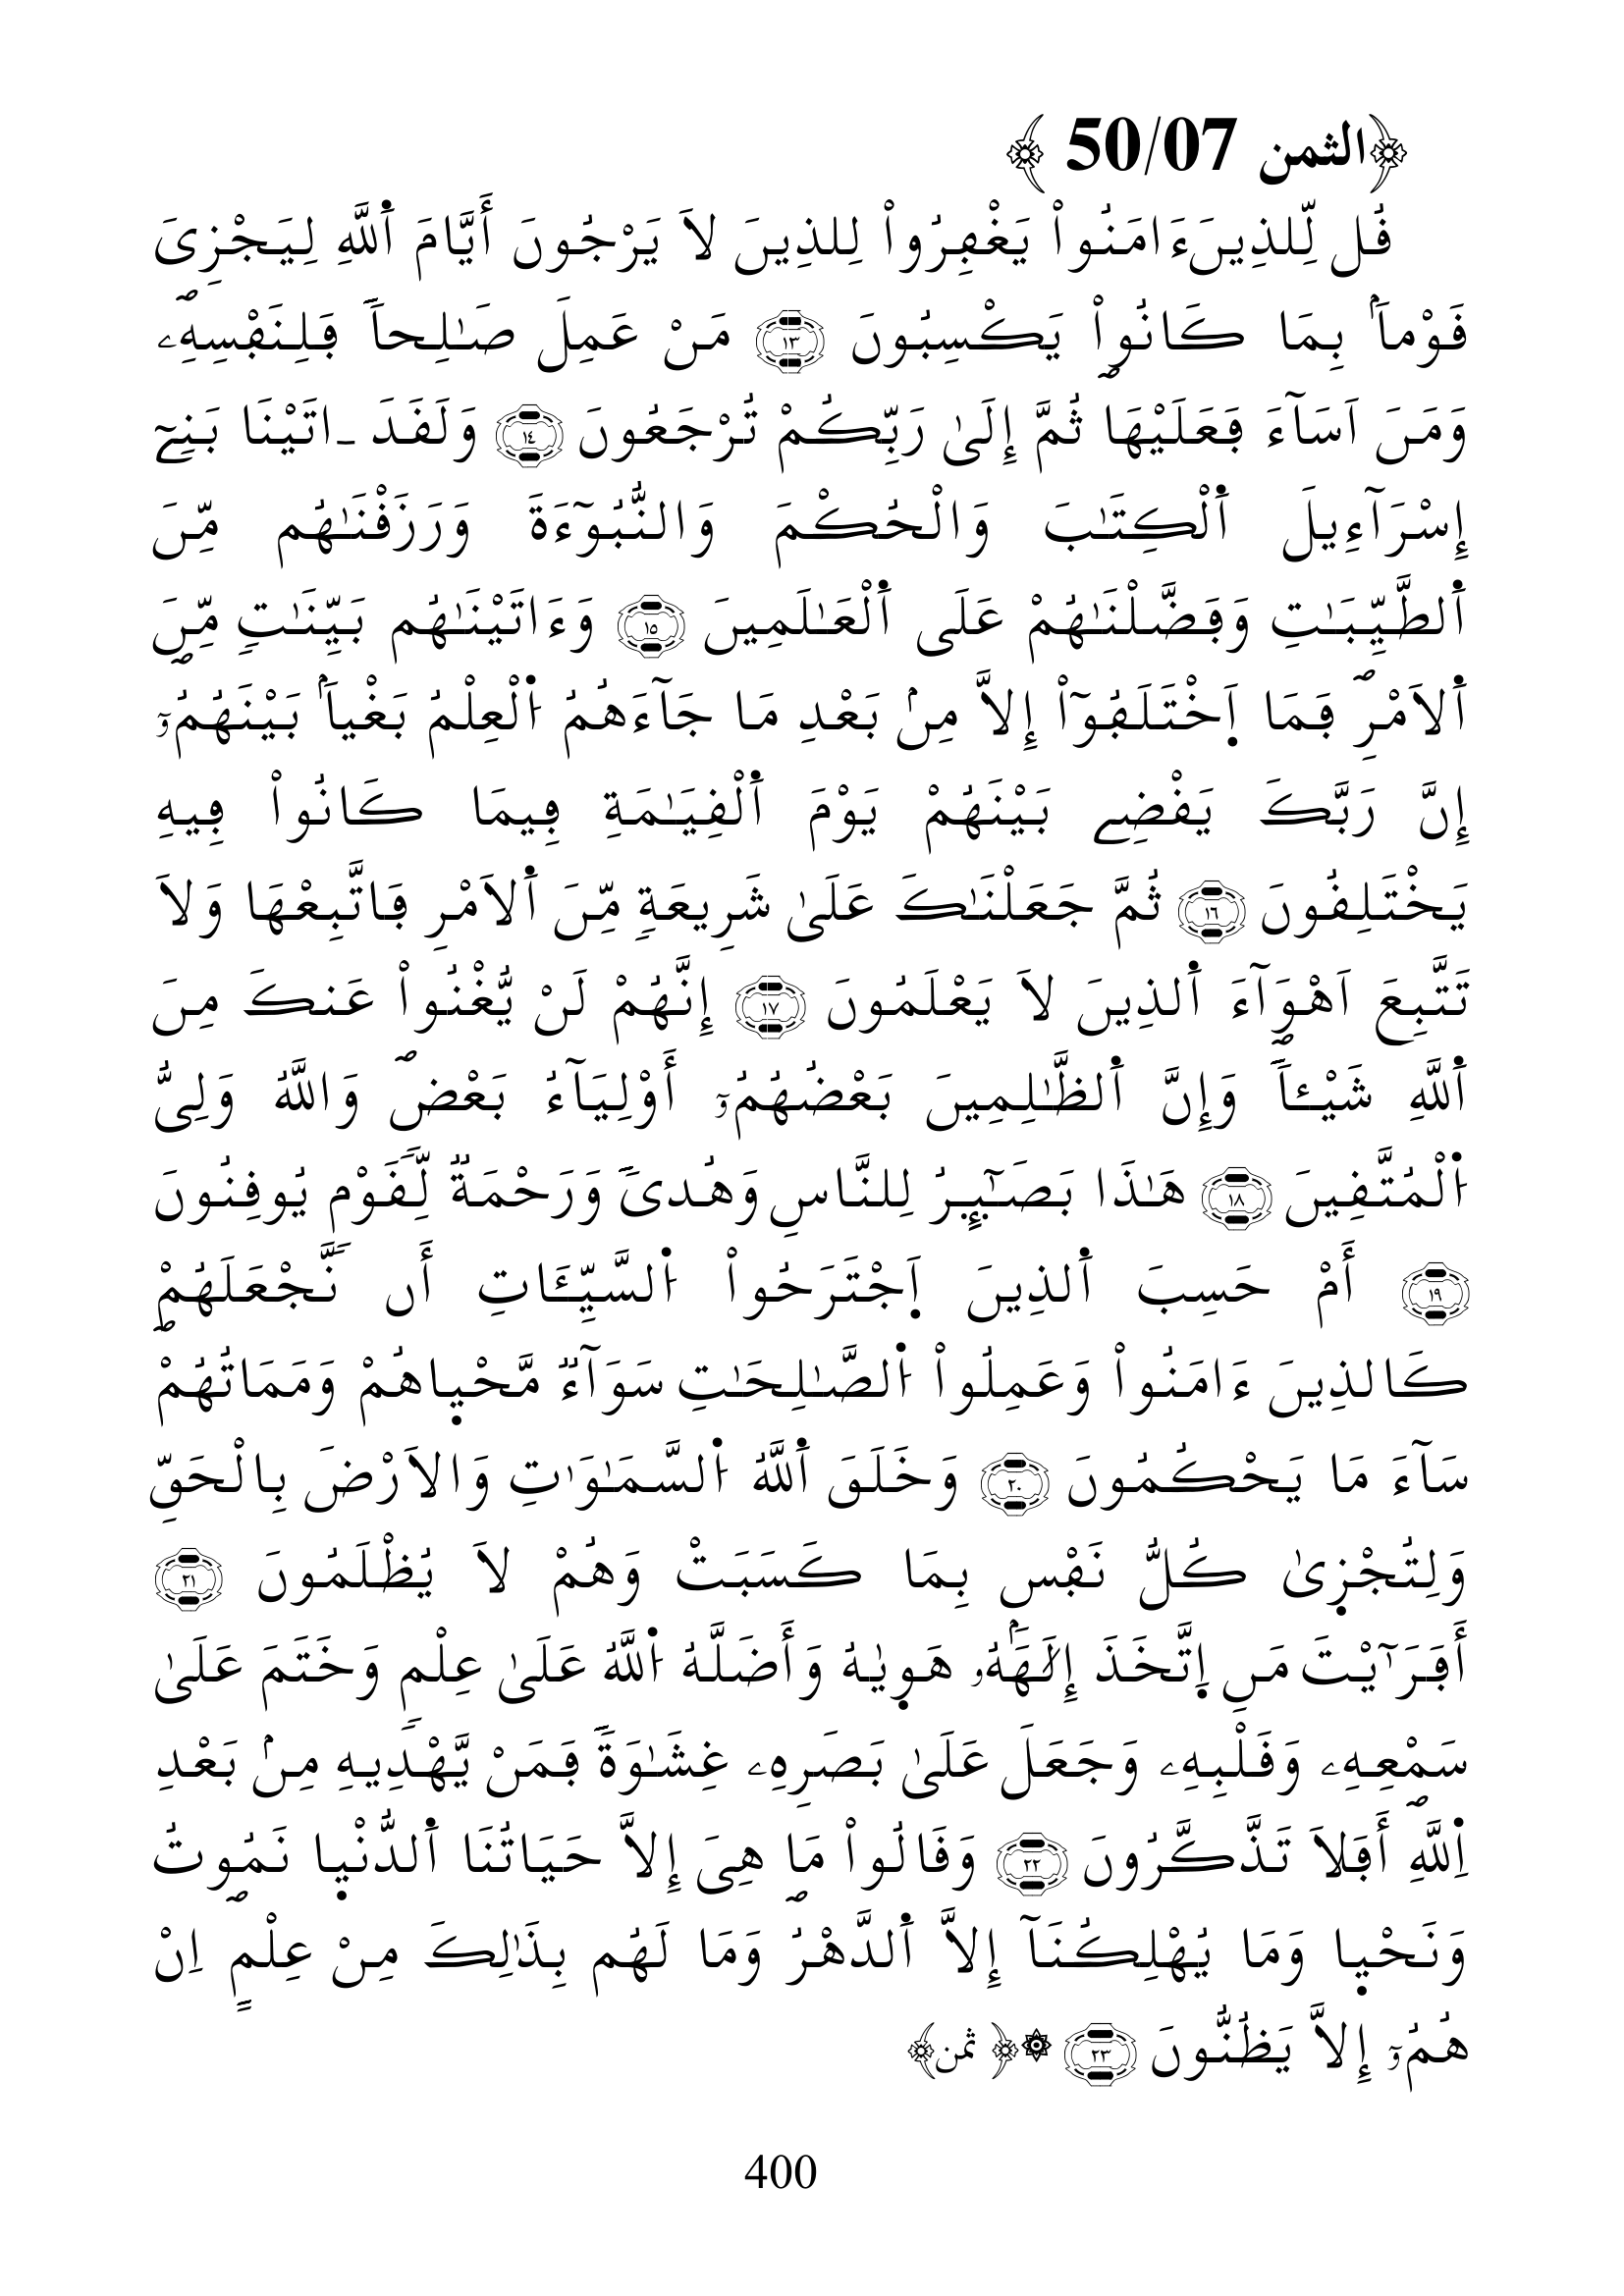 ﴿الثمن 50/07 ﴾
قُل لِّلذِينَ ءَامَنُواْ يَغْفِرُواْ لِلذِينَ لاَ يَرْجُونَ أَيَّامَ اَ۬للَّهِ لِيَجْزِيَ
قَوْماَۢ بِمَا كَانُواْ يَكْسِبُونَۖ ١٣ مَنْ عَمِلَ صَٰلِحاٗ فَلِنَفْسِهِۦۖ
وَمَنَ اَسَآءَ فَعَلَيْهَا ثُمَّ إِلَىٰ رَبِّكُمْ تُرْجَعُونَ ١٤ وَلَقَدَ ـ اتَيْنَا بَنِےٓ
إِسْرَآءِيلَ اَ۬لْكِتَٰبَ وَالْحُكْمَ وَالنُّبُوٓءَةَ وَرَزَقْنَٰهُم مِّنَ
اَ۬لطَّيِّبَٰتِ وَفَضَّلْنَٰهُمْ عَلَى اَ۬لْعَٰلَمِينَ ١٥ وَءَاتَيْنَٰهُم بَيِّنَٰتٖ مِّنَ
اَ۬لاَمْرِۖ فَمَا اَ۪خْتَلَفُوٓاْ إِلاَّ مِنۢ بَعْدِ مَا جَآءَهُمُ اُ۬لْعِلْمُ بَغْياَۢ بَيْنَهُمُۥٓۖ
إِنَّ رَبَّكَ يَقْضِے بَيْنَهُمْ يَوْمَ اَ۬لْقِيَٰمَةِ فِيمَا كَانُواْ فِيهِ
يَخْتَلِفُونَ ١٦ ثُمَّ جَعَلْنَٰكَ عَلَىٰ شَرِيعَةٖ مِّنَ اَ۬لاَمْرِ فَاتَّبِعْهَا وَلاَ
تَتَّبِعَ اَهْوَآءَ اَ۬لذِينَ لاَ يَعْلَمُونَ ١٧ إِنَّهُمْ لَنْ يُّغْنُواْ عَنكَ مِنَ
اَ۬للَّهِ شَيْـٔاٗۖ وَإِنَّ اَ۬لظَّٰلِمِينَ بَعْضُهُمُۥٓ أَوْلِيَآءُ بَعْضٖۖ وَاللَّهُ وَلِيُّ
اُ۬لْمُتَّقِينَ ١٨ هَٰذَا بَصَٰٓئِرُ لِلنَّاسِ وَهُدىٗ وَرَحْمَةٞ لِّقَوْمٖ يُوقِنُونَ
١٩ أَمْ حَسِبَ اَ۬لذِينَ اَ۪جْتَرَحُواْ اُ۬لسَّيِّـَٔاتِ أَن نَّجْعَلَهُمْ
كَالذِينَ ءَامَنُواْ وَعَمِلُواْ اُ۬لصَّٰلِحَٰتِۖ سَوَآءٞ مَّحْي۪اهُمْ وَمَمَاتُهُمْ
سَآءَ مَا يَحْكُمُونَ ٢٠ وَخَلَقَ اَ۬للَّهُ اُ۬لسَّمَٰوَٰتِ وَالاَرْضَ بِالْحَقِّ
وَلِتُجْز۪ىٰ كُلُّ نَفْسِۢ بِمَا كَسَبَتْ وَهُمْ لاَ يُظْلَمُونَ ٢١
أَفَرَٰٓيْتَ مَنِ اِ۪تَّخَذَ إِلَٰهَهُۥ هَو۪يٰهُ وَأَضَلَّهُ اُ۬للَّهُ عَلَىٰ عِلْمٖ وَخَتَمَ عَلَىٰ
سَمْعِهِۦ وَقَلْبِهِۦ وَجَعَلَ عَلَىٰ بَصَرِهِۦ غِشَٰوَةٗ فَمَنْ يَّهْدِيهِ مِنۢ بَعْدِ
اِ۬للَّهِۖ أَفَلاَ تَذَّكَّرُونَ ٢٢ وَقَالُواْ مَا هِيَ إِلاَّ حَيَاتُنَا اَ۬لدُّنْي۪ا نَمُوتُ
وَنَحْي۪ا وَمَا يُهْلِكُنَآ إِلاَّ اَ۬لدَّهْرُۖ وَمَا لَهُم بِذَٰلِكَ مِنْ عِلْمٍۖ اِنْ
هُمُۥٓ إِلاَّ يَظُنُّونَ ٢٣ ۞﴿ ثمن﴾
400